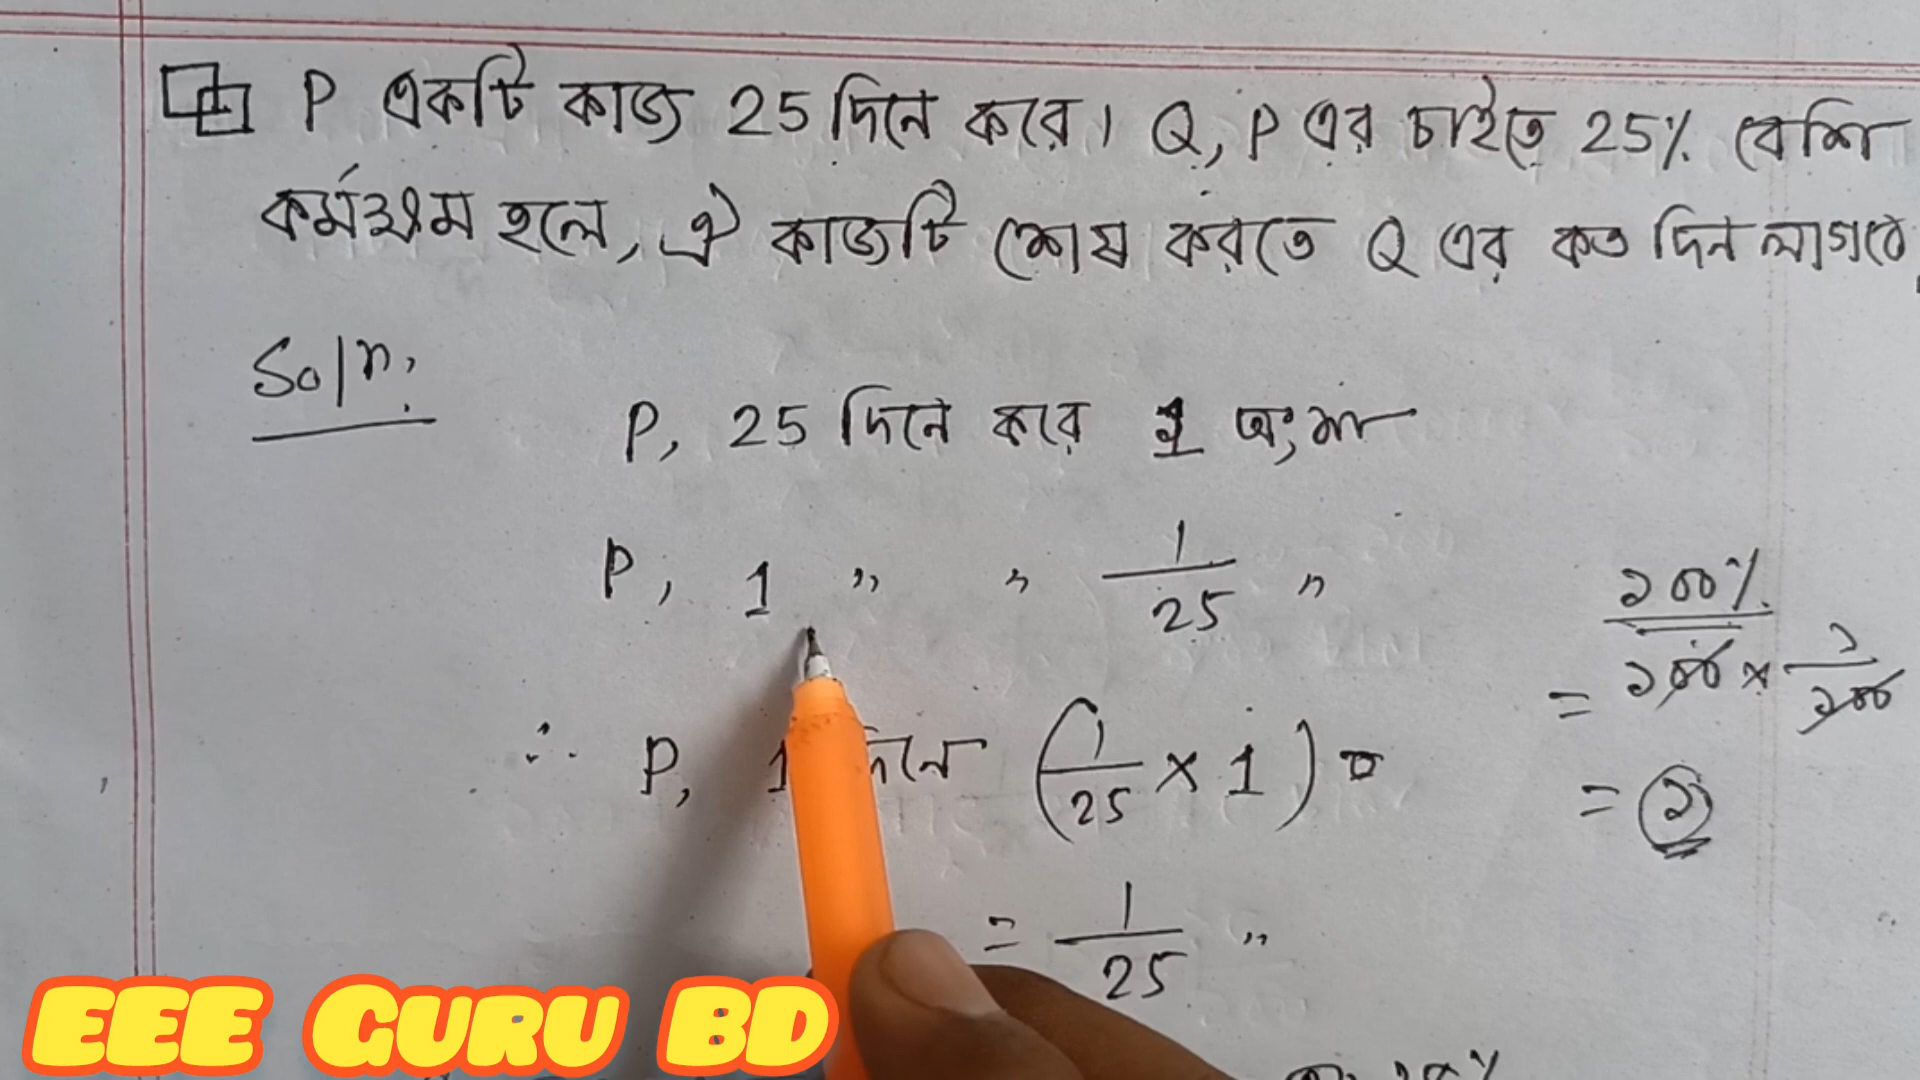 P একটি কাজ 25 দিনে করে। Q, P এর চাইতে 25% বেশি
কর্মক্ষম হলে, ঐ কাজটি শেষ করতে Q এর কত দিন লাগবে
Soln:
P, 25 দিনে করে 1 অংশ
P, 1 " " 1/25 "
∴ P, 1 দিনে (1/25 × 1)
= 1/25 "
১০০%
= ১০০ × ১/১০০
= ১
EEE GURU BD